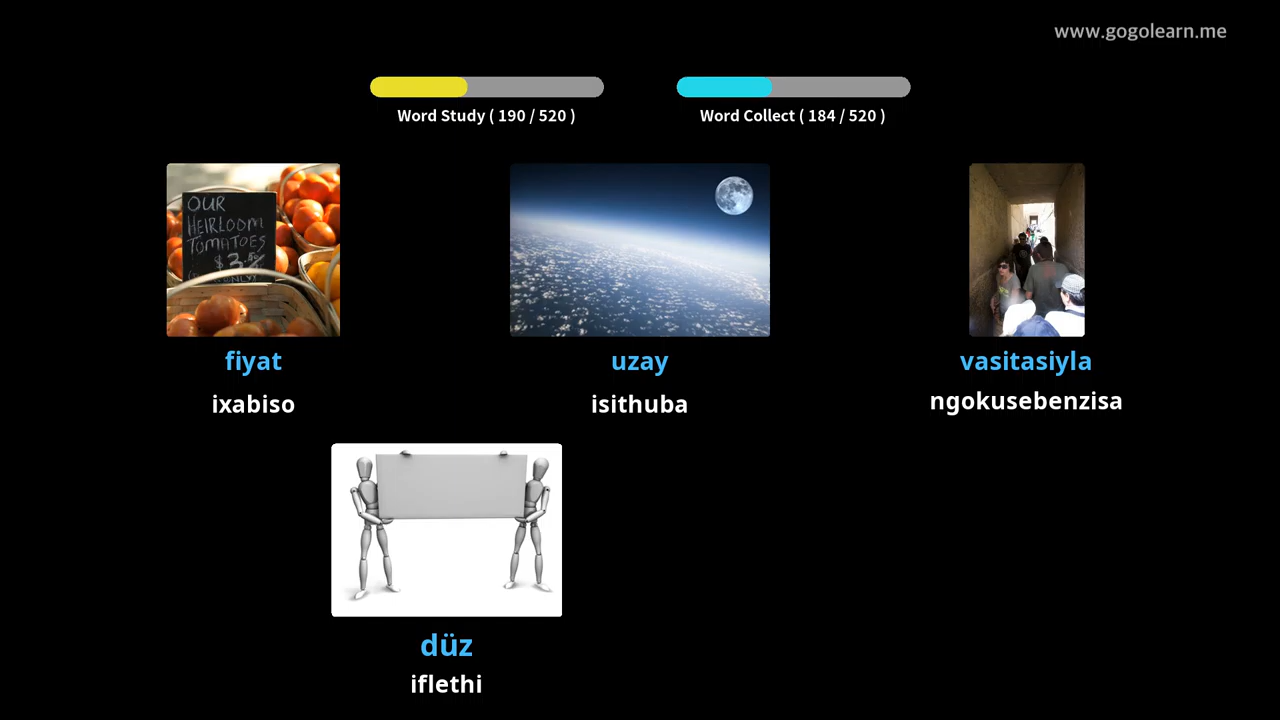 www.gogolearn.me
Word Study ( 190 / 520 )
Word Collect ( 184 / 520 )
OUR
HEIRLOOM
TOMATOES
fiyat
ixabiso
uzay
isithuba
vasitasiyla
ngokusebenzisa
düz
iflethi